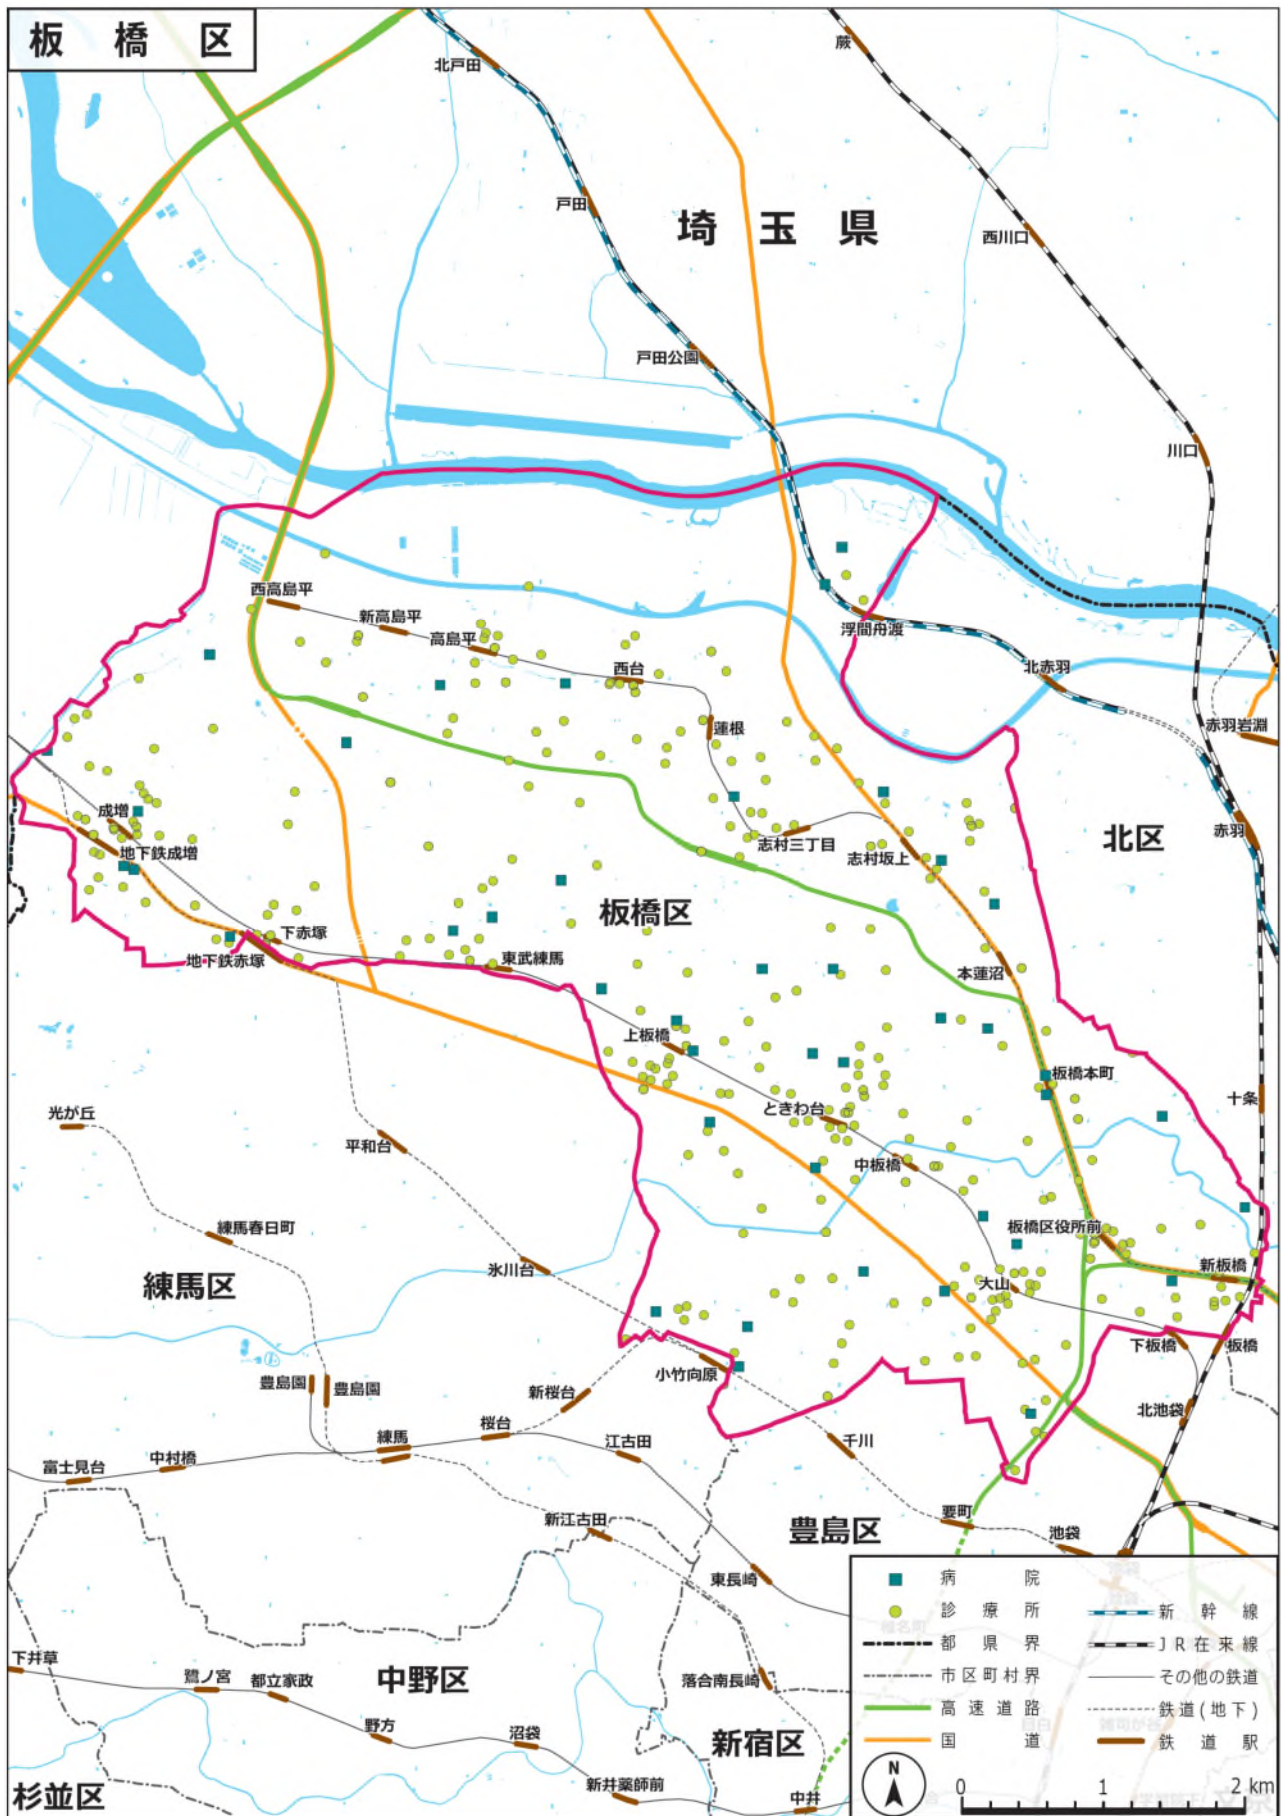 板橋区
蕨
北戸田
戸田
埼玉県
西川口
戸田公園
川口
西高島平
新高島平
高島平
浮間舟渡
西台
北赤羽
蓮根
赤羽岩淵
成増
地下鉄成増
志村三丁目
志村坂上
赤羽
北区
板橋区
下赤塚
地下鉄赤塚
東武練馬
本蓮沼
上板橋
板橋本町
光が丘
ときわ台
十条
平和台
中板橋
練馬春日町
板橋区役所前
氷川台
新板橋
練馬区
大山
下板橋
板橋
小竹向原
豊島園
豊島園
新桜台
北池袋
桜台
江古田
千川
練馬
中村橋
富士見台
要町
新江古田
豊島区
池袋
東長崎
下井草
鷺ノ宮
都立家政
中野区
落合南長崎
野方
沼袋
新宿区
新井薬師前
中井
杉並区
病院
診療所
都県界
市区町村界
高速道路
国道
新幹線
JR在来線
その他の鉄道
鉄道(地下)
鉄道駅
N
0 1 2 km